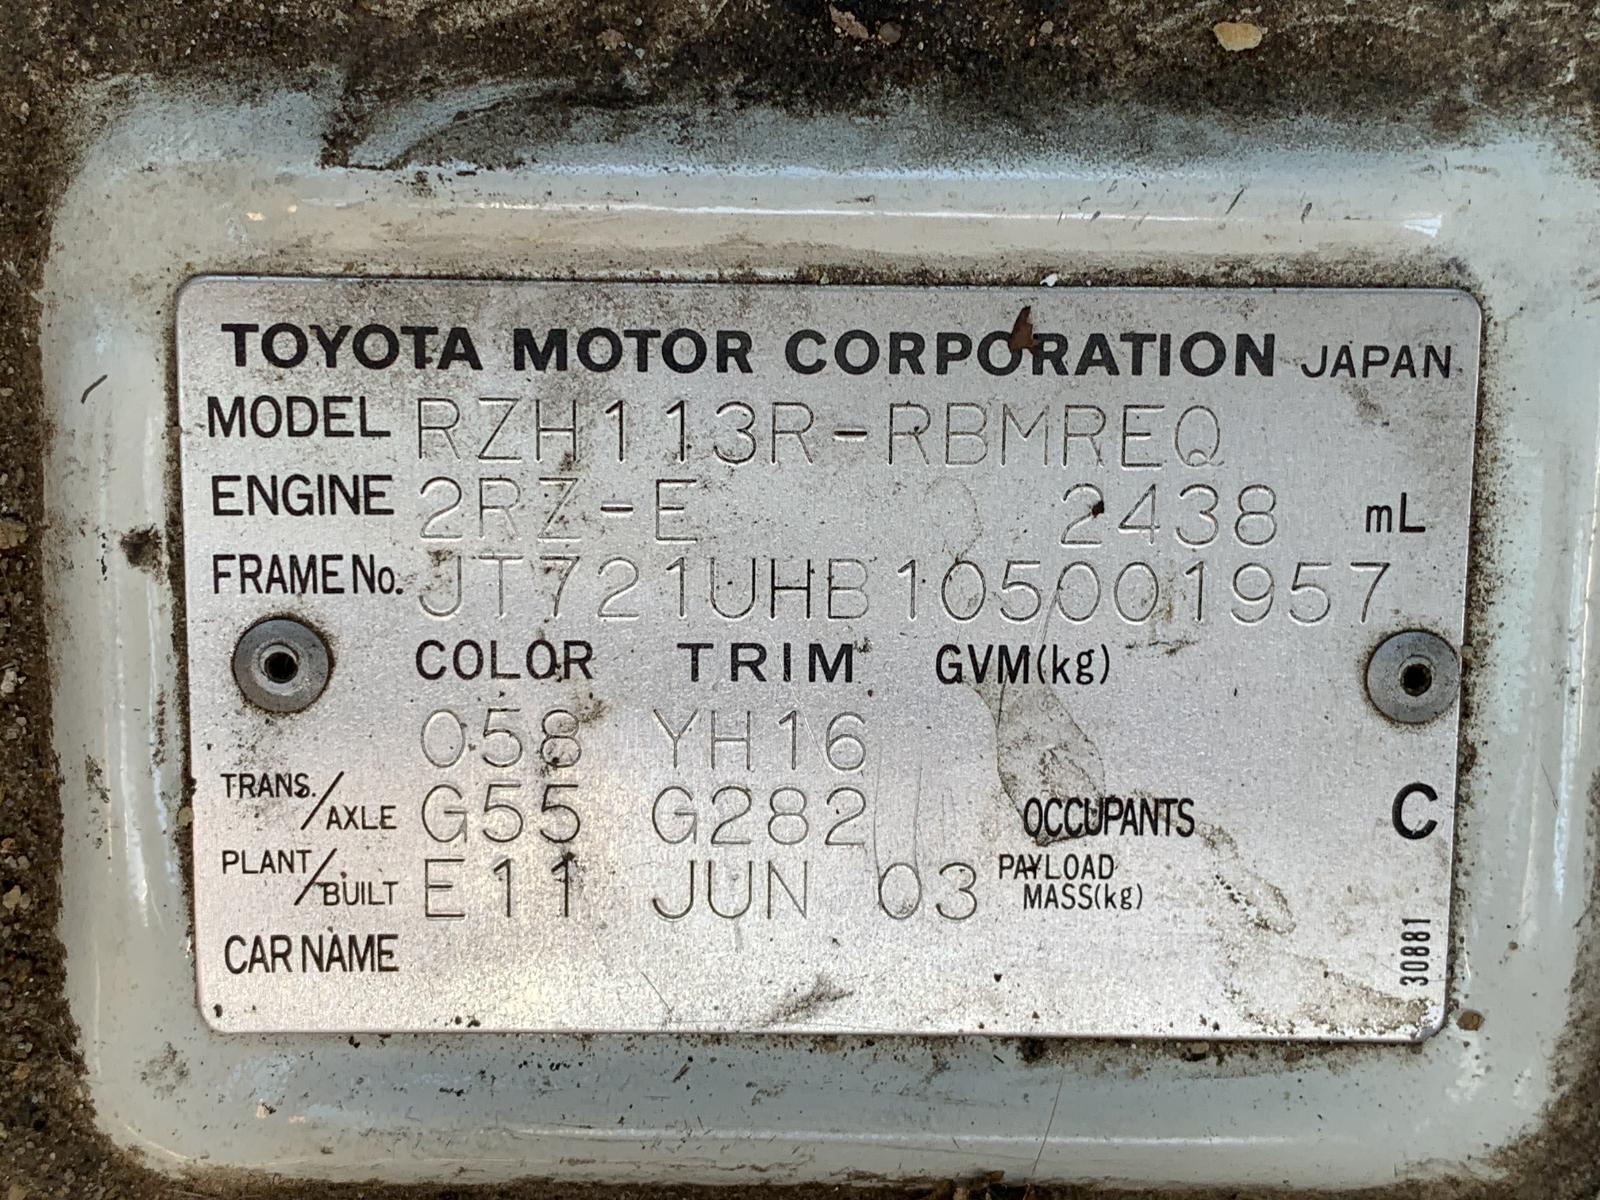 TOYOTA MOTOR CORPORATION JAPAN
MODEL RZH113R-RBMREQ
ENGINE 2RZ-E 2438 mL
FRAME No. JT721UHB105001957
COLOR TRIM GVM(kg)
058 YH16
TRANS./AXLE G55 G282 OCCUPANTS C
PLANT/BUILT E11 JUN 03 PAYLOAD MASS(kg)
CAR NAME
30881